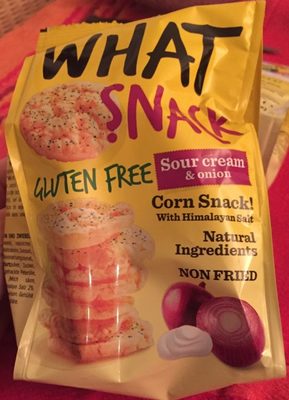 WHAT
SNACK
GLUTEN FREE
Sour cream
& onion
Corn Snack!
With Himalayan Salt
Natural
Ingredients
NON FRIED